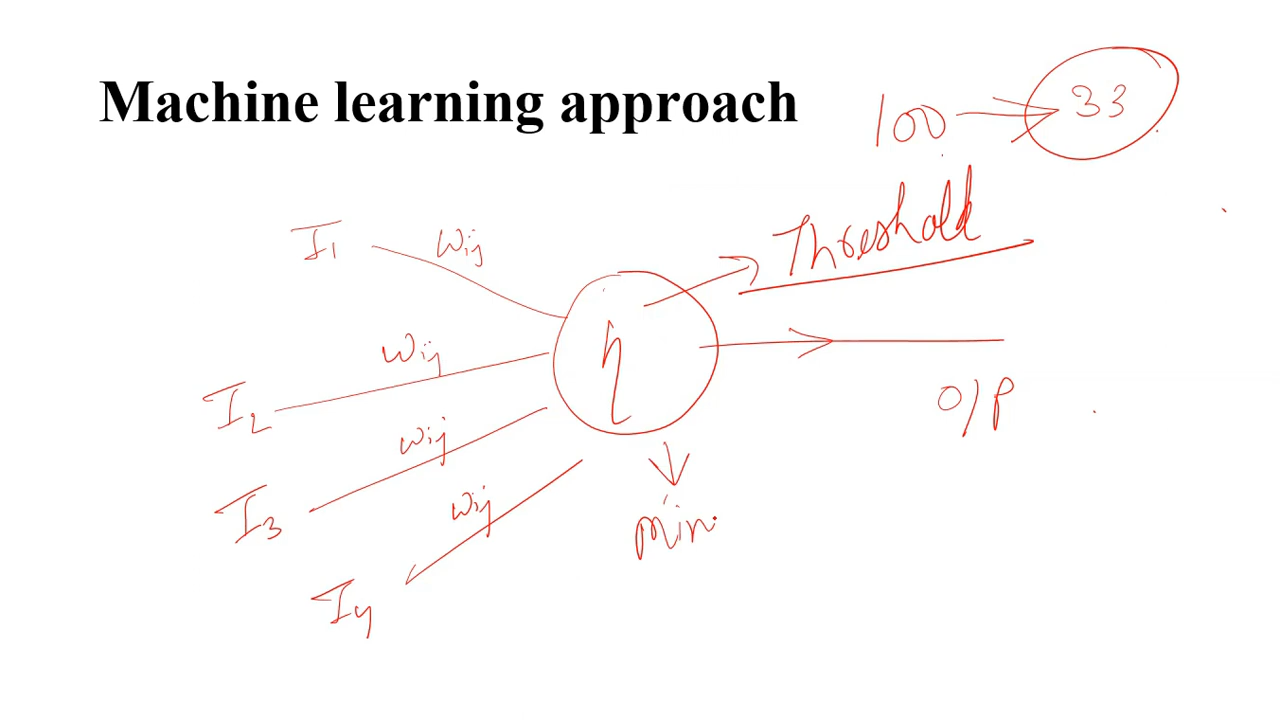 Machine learning approach
100 → 33
Threshold
I1 Wij
I2 Wij
η
O/P
I3 Wij
Wij
min
I4